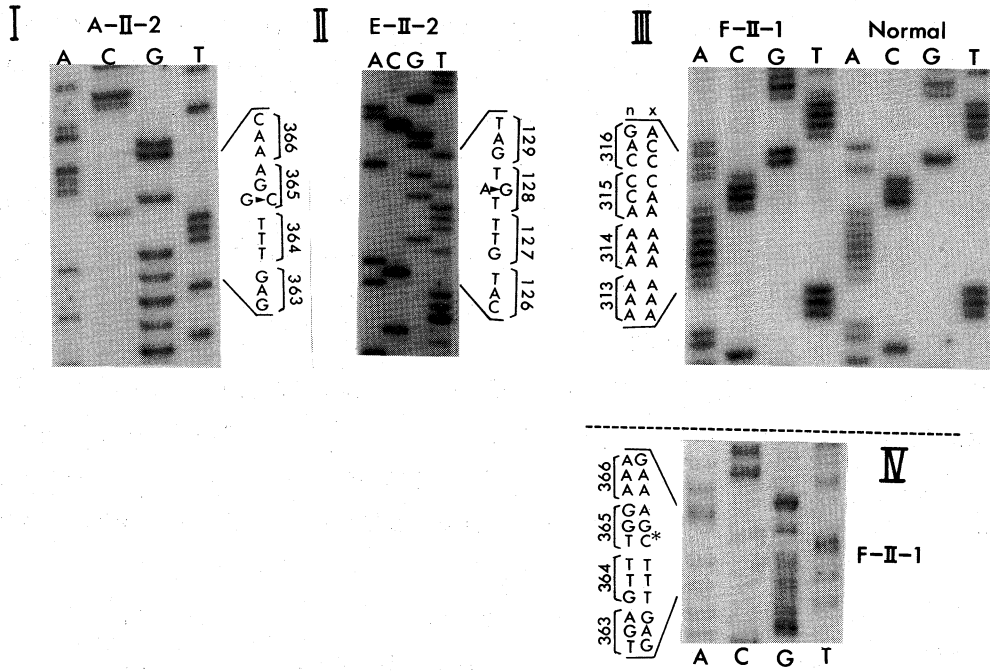 I
A-II-2
A C G T
C
A
A
366
A
G
G▸C
365
T
T
T
364
G
A
G
363
II
E-II-2
A C G T
T
A
G
129
T
A▸G
T
128
T
T
G
127
T
A
C
126
III
F-II-1
Normal
A C G T A C G T
n x
316
G A
A C
C C
315
C C
C A
A A
314
A A
A A
A A
313
A A
A A
A A
IV
F-II-1
366
A G
A A
A A
365
G A
G G
T C*
364
T T
T T
G T
363
A G
G A
T G
A C G T